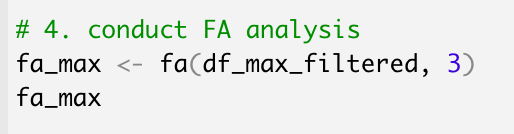 # 4. conduct FA analysis
fa_max <- fa(df_max_filtered, 3)
fa_max